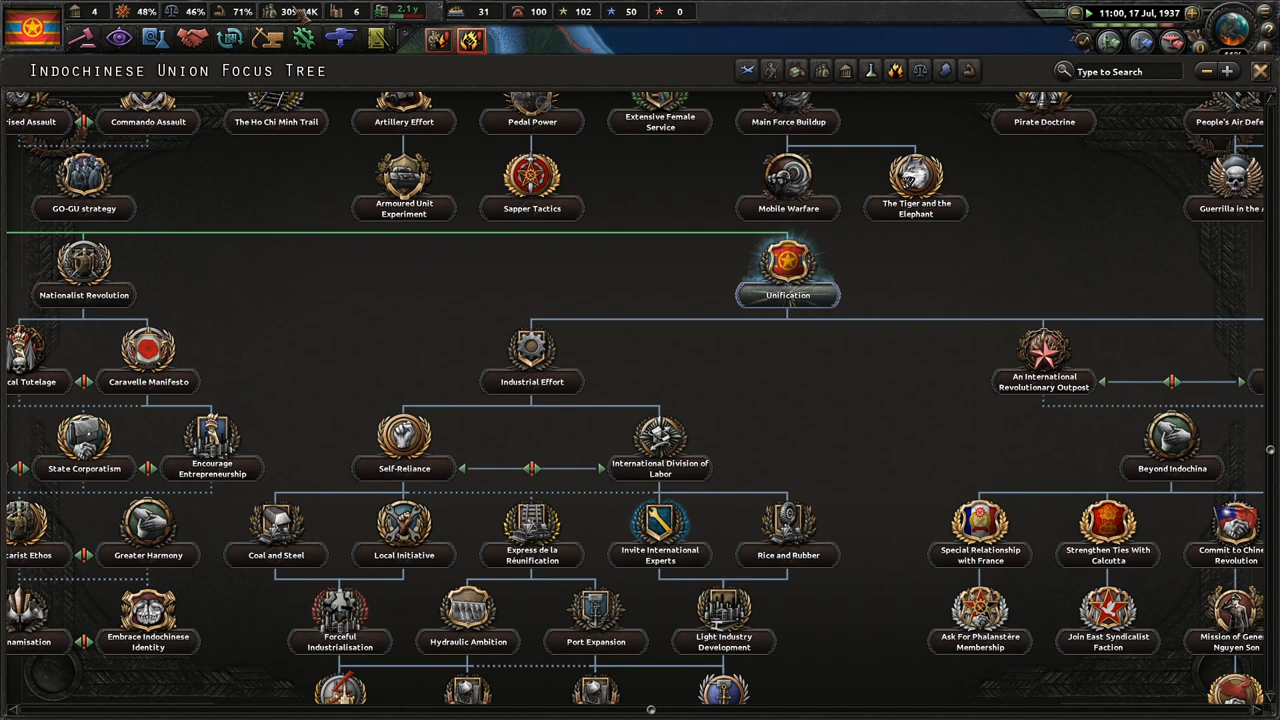 4 48% 46% 71% 6 2.1 y 31 100 102 50 0 11:00, 17 Jul, 1937
INDOCHINESE UNION FOCUS TREE
Type to Search
Commando Assault
The Ho Chi Minh Trail
Artillery Effort
Pedal Power
Extensive Female
Service
Main Force Buildup
Pirate Doctrine
People's Air Defe
GO-GU strategy
Armoured Unit
Experiment
Sapper Tactics
Mobile Warfare
The Tiger and the
Elephant
Guerrilla in the
Nationalist Revolution
Unification
cal Tutelage
Caravelle Manifesto
Industrial Effort
An International
Revolutionary Outpost
State Corporatism
Encourage
Entrepreneurship
Self-Reliance
International Division of
Labor
Beyond Indochina
tarist Ethos
Greater Harmony
Coal and Steel
Local Initiative
Express de la
Réunification
Invite International
Experts
Rice and Rubber
Special Relationship
with France
Strengthen Ties With
Calcutta
Commit to Chine
Revolution
namisation
Embrace Indochinese
Identity
Forceful
Industrialisation
Hydraulic Ambition
Port Expansion
Light Industry
Development
Ask For Phalanstère
Membership
Join East Syndicalist
Faction
Mission of Gene
Nguyen Son